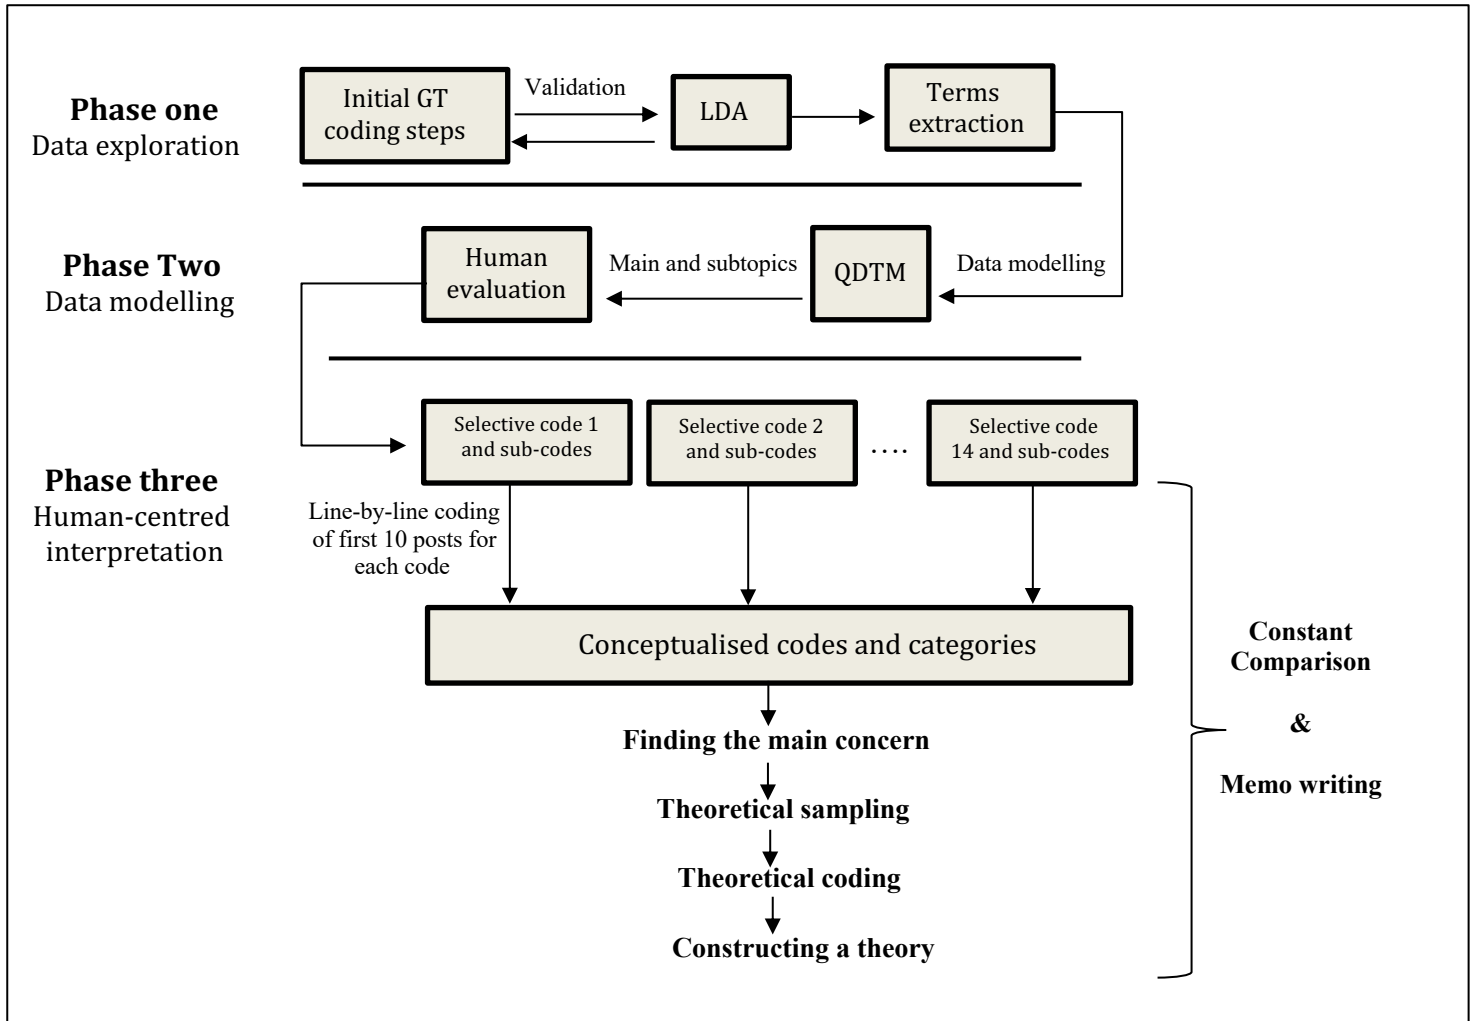 Phase one
Data exploration
Initial GT
coding steps
Validation
LDA
Terms
extraction
Phase Two
Data modelling
Human
evaluation
Main and subtopics
QDTM
Data modelling
Phase three
Human-centred
interpretation
Selective code 1
and sub-codes
Selective code 2
and sub-codes
....
Selective code
14 and sub-codes
Line-by-line coding
of first 10 posts for
each code
Conceptualised codes and categories
Finding the main concern
Theoretical sampling
Theoretical coding
Constructing a theory
Constant
Comparison
&
Memo writing